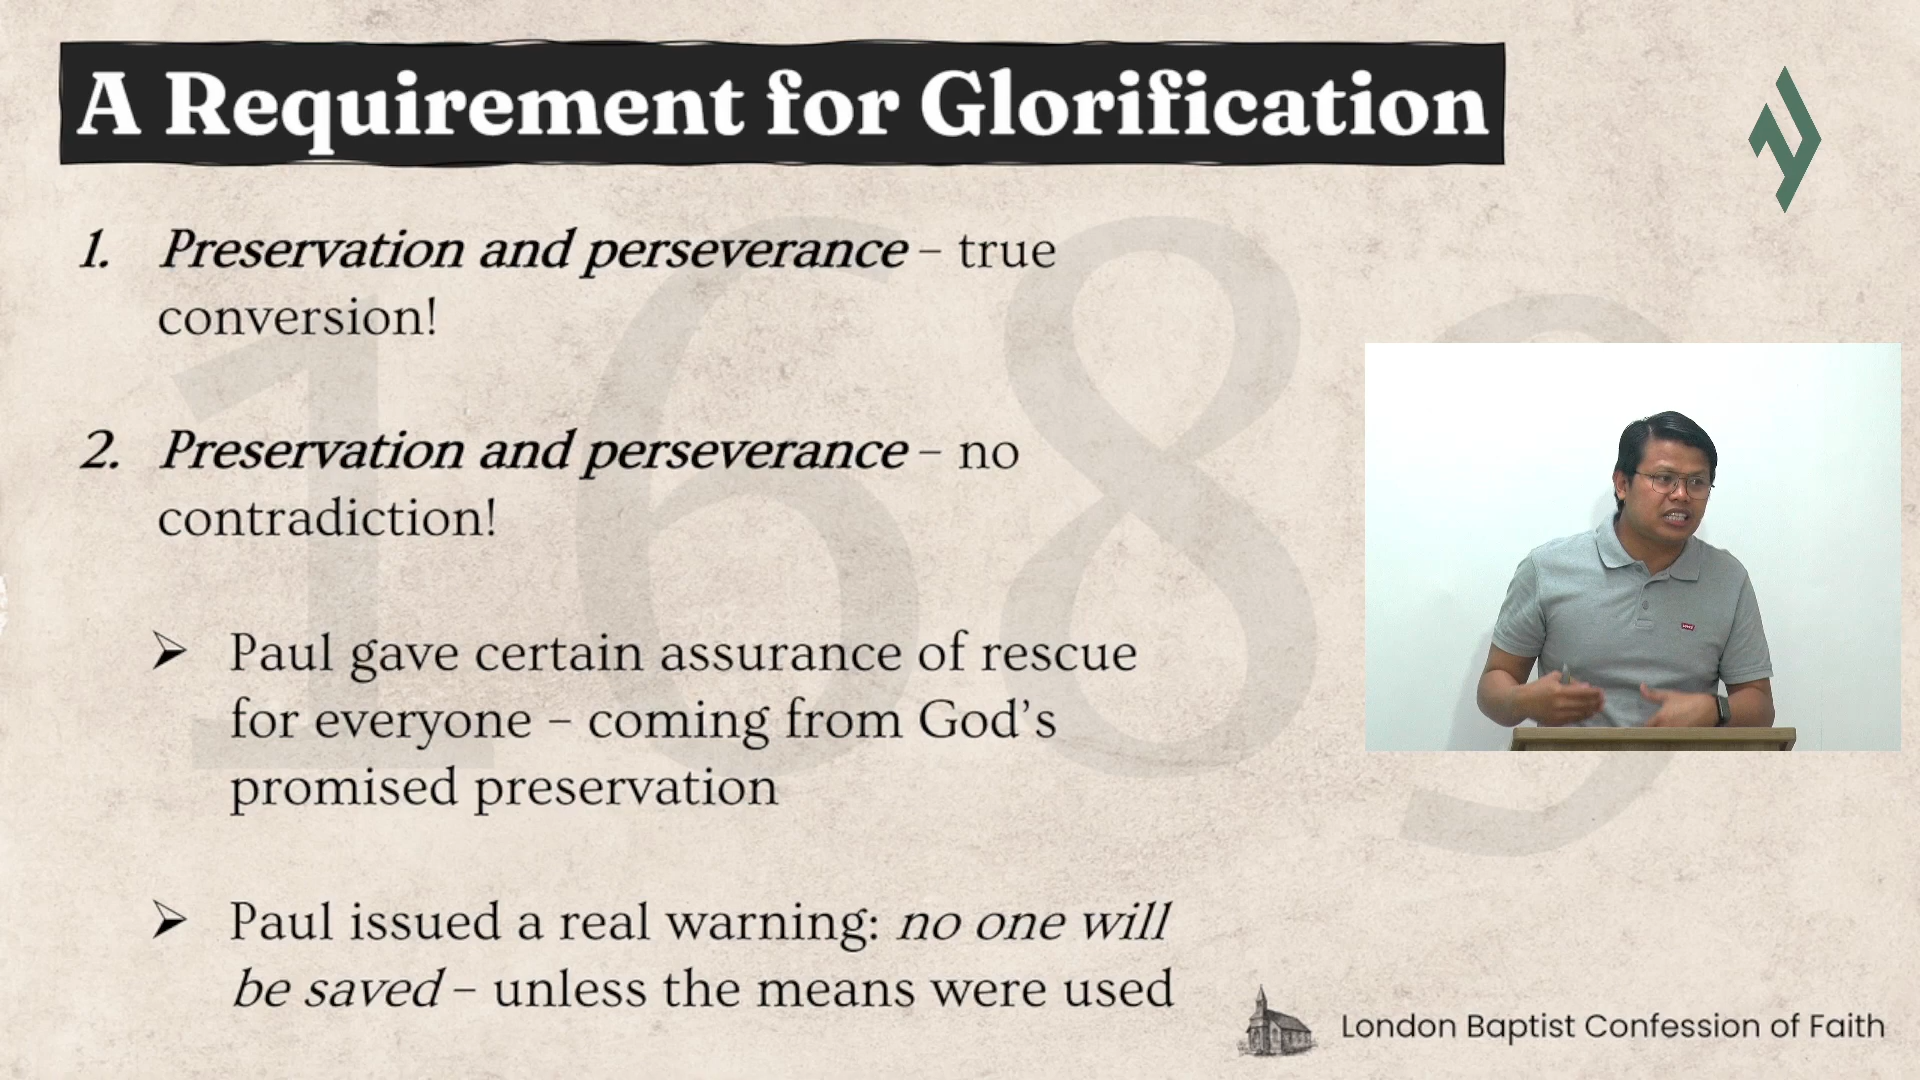 A Requirement for Glorification
1. Preservation and perseverance – true
conversion!
2. Preservation and perseverance – no
contradiction!
➢ Paul gave certain assurance of rescue
for everyone – coming from God’s
promised preservation
➢ Paul issued a real warning: no one will
be saved – unless the means were used
1689
London Baptist Confession of Faith